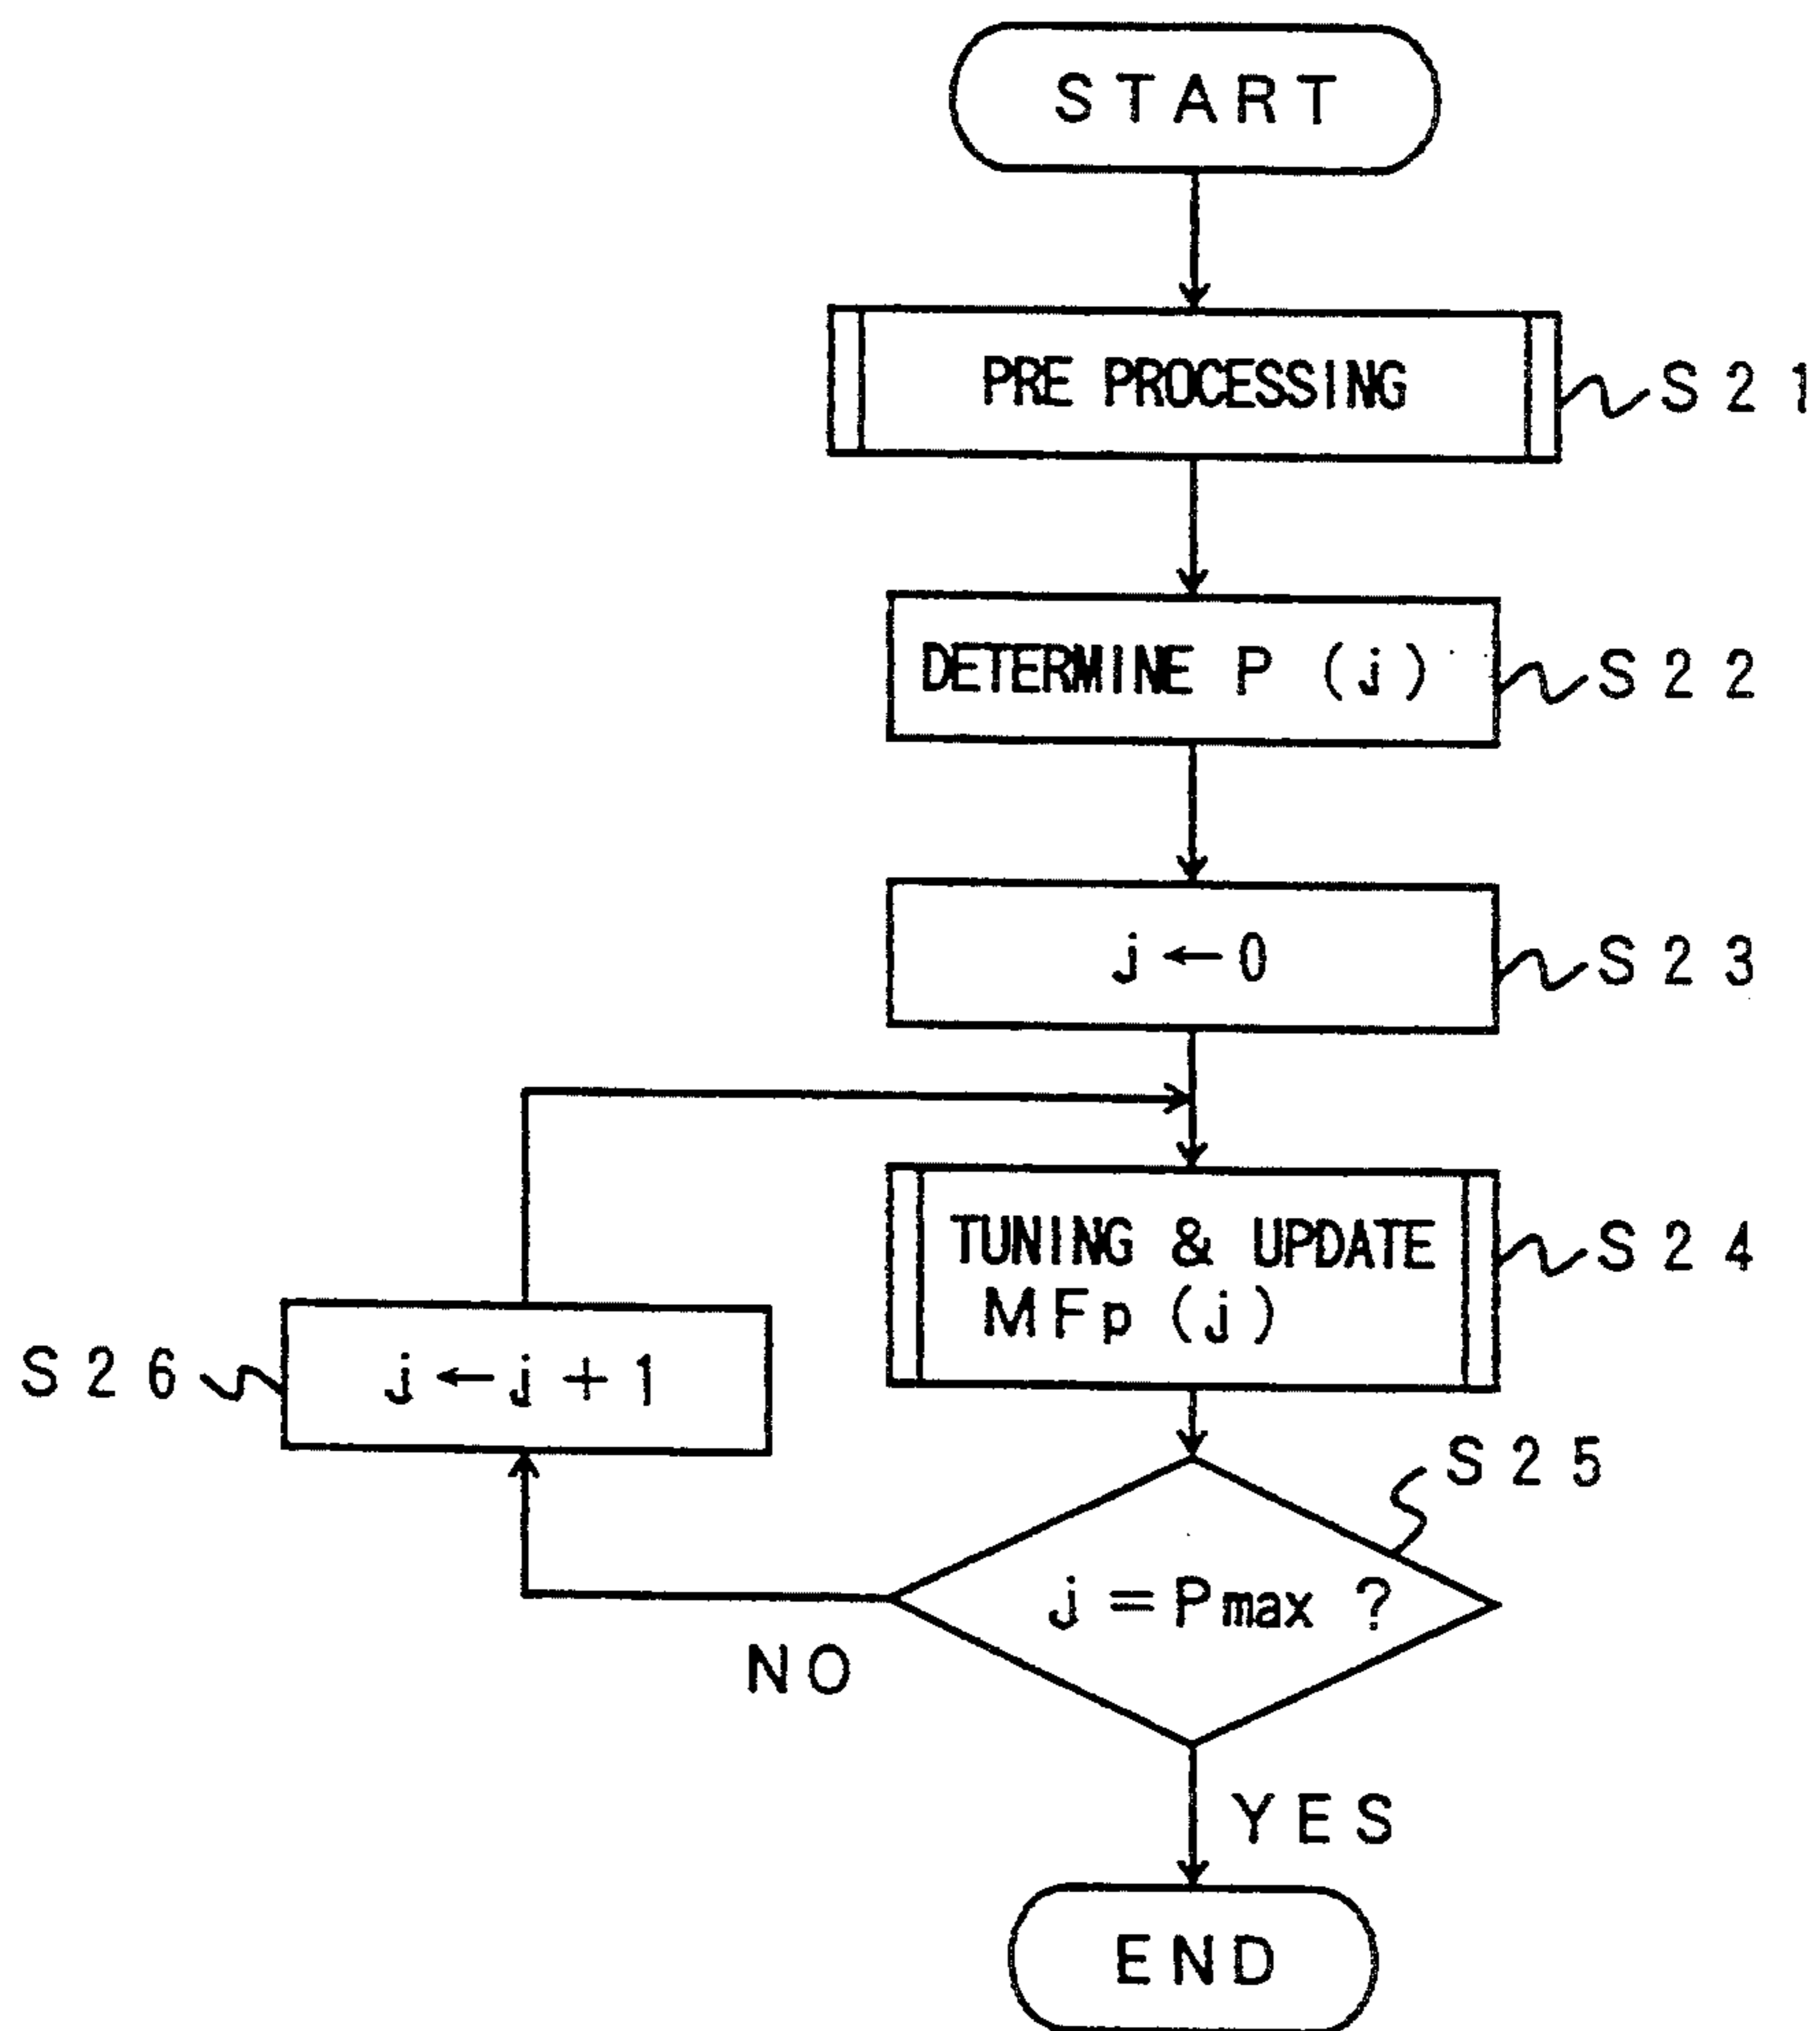 START
PRE PROCESSING
S21
DETERMINE P (j)
S22
j←0
S23
TUNING & UPDATE
MFp (j)
S24
S26
j←j+1
S25
j=Pmax ?
NO
YES
END